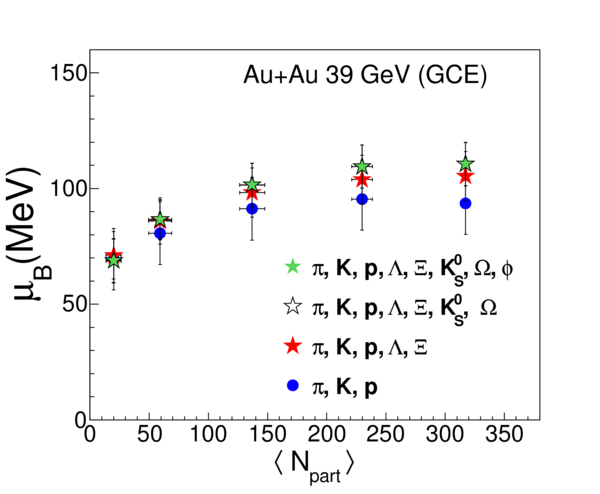 Au+Au 39 GeV (GCE)
μB(MeV)
150
100
50
0
π, K, p, Λ, Ξ, K⁰S, Ω, ϕ
π, K, p, Λ, Ξ, K⁰S, Ω
π, K, p, Λ, Ξ
π, K, p
0 50 100 150 200 250 300 350
⟨ Npart ⟩